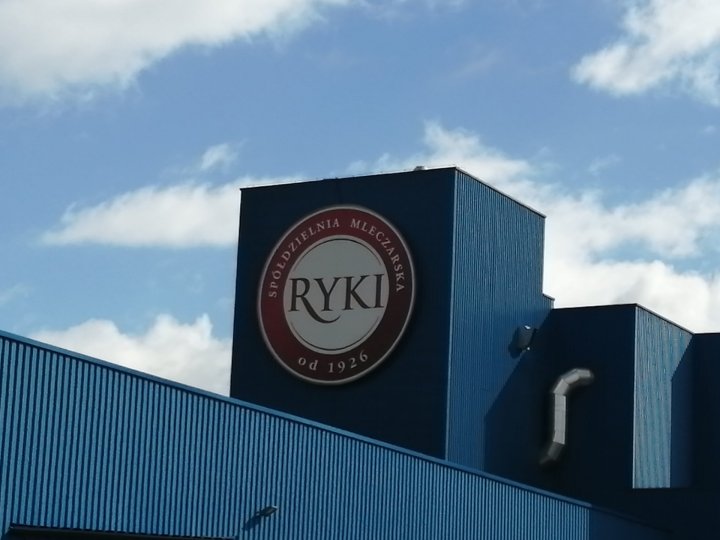 SPÓŁDZIELNIA MLECZARSKA
RYKI
od 1926